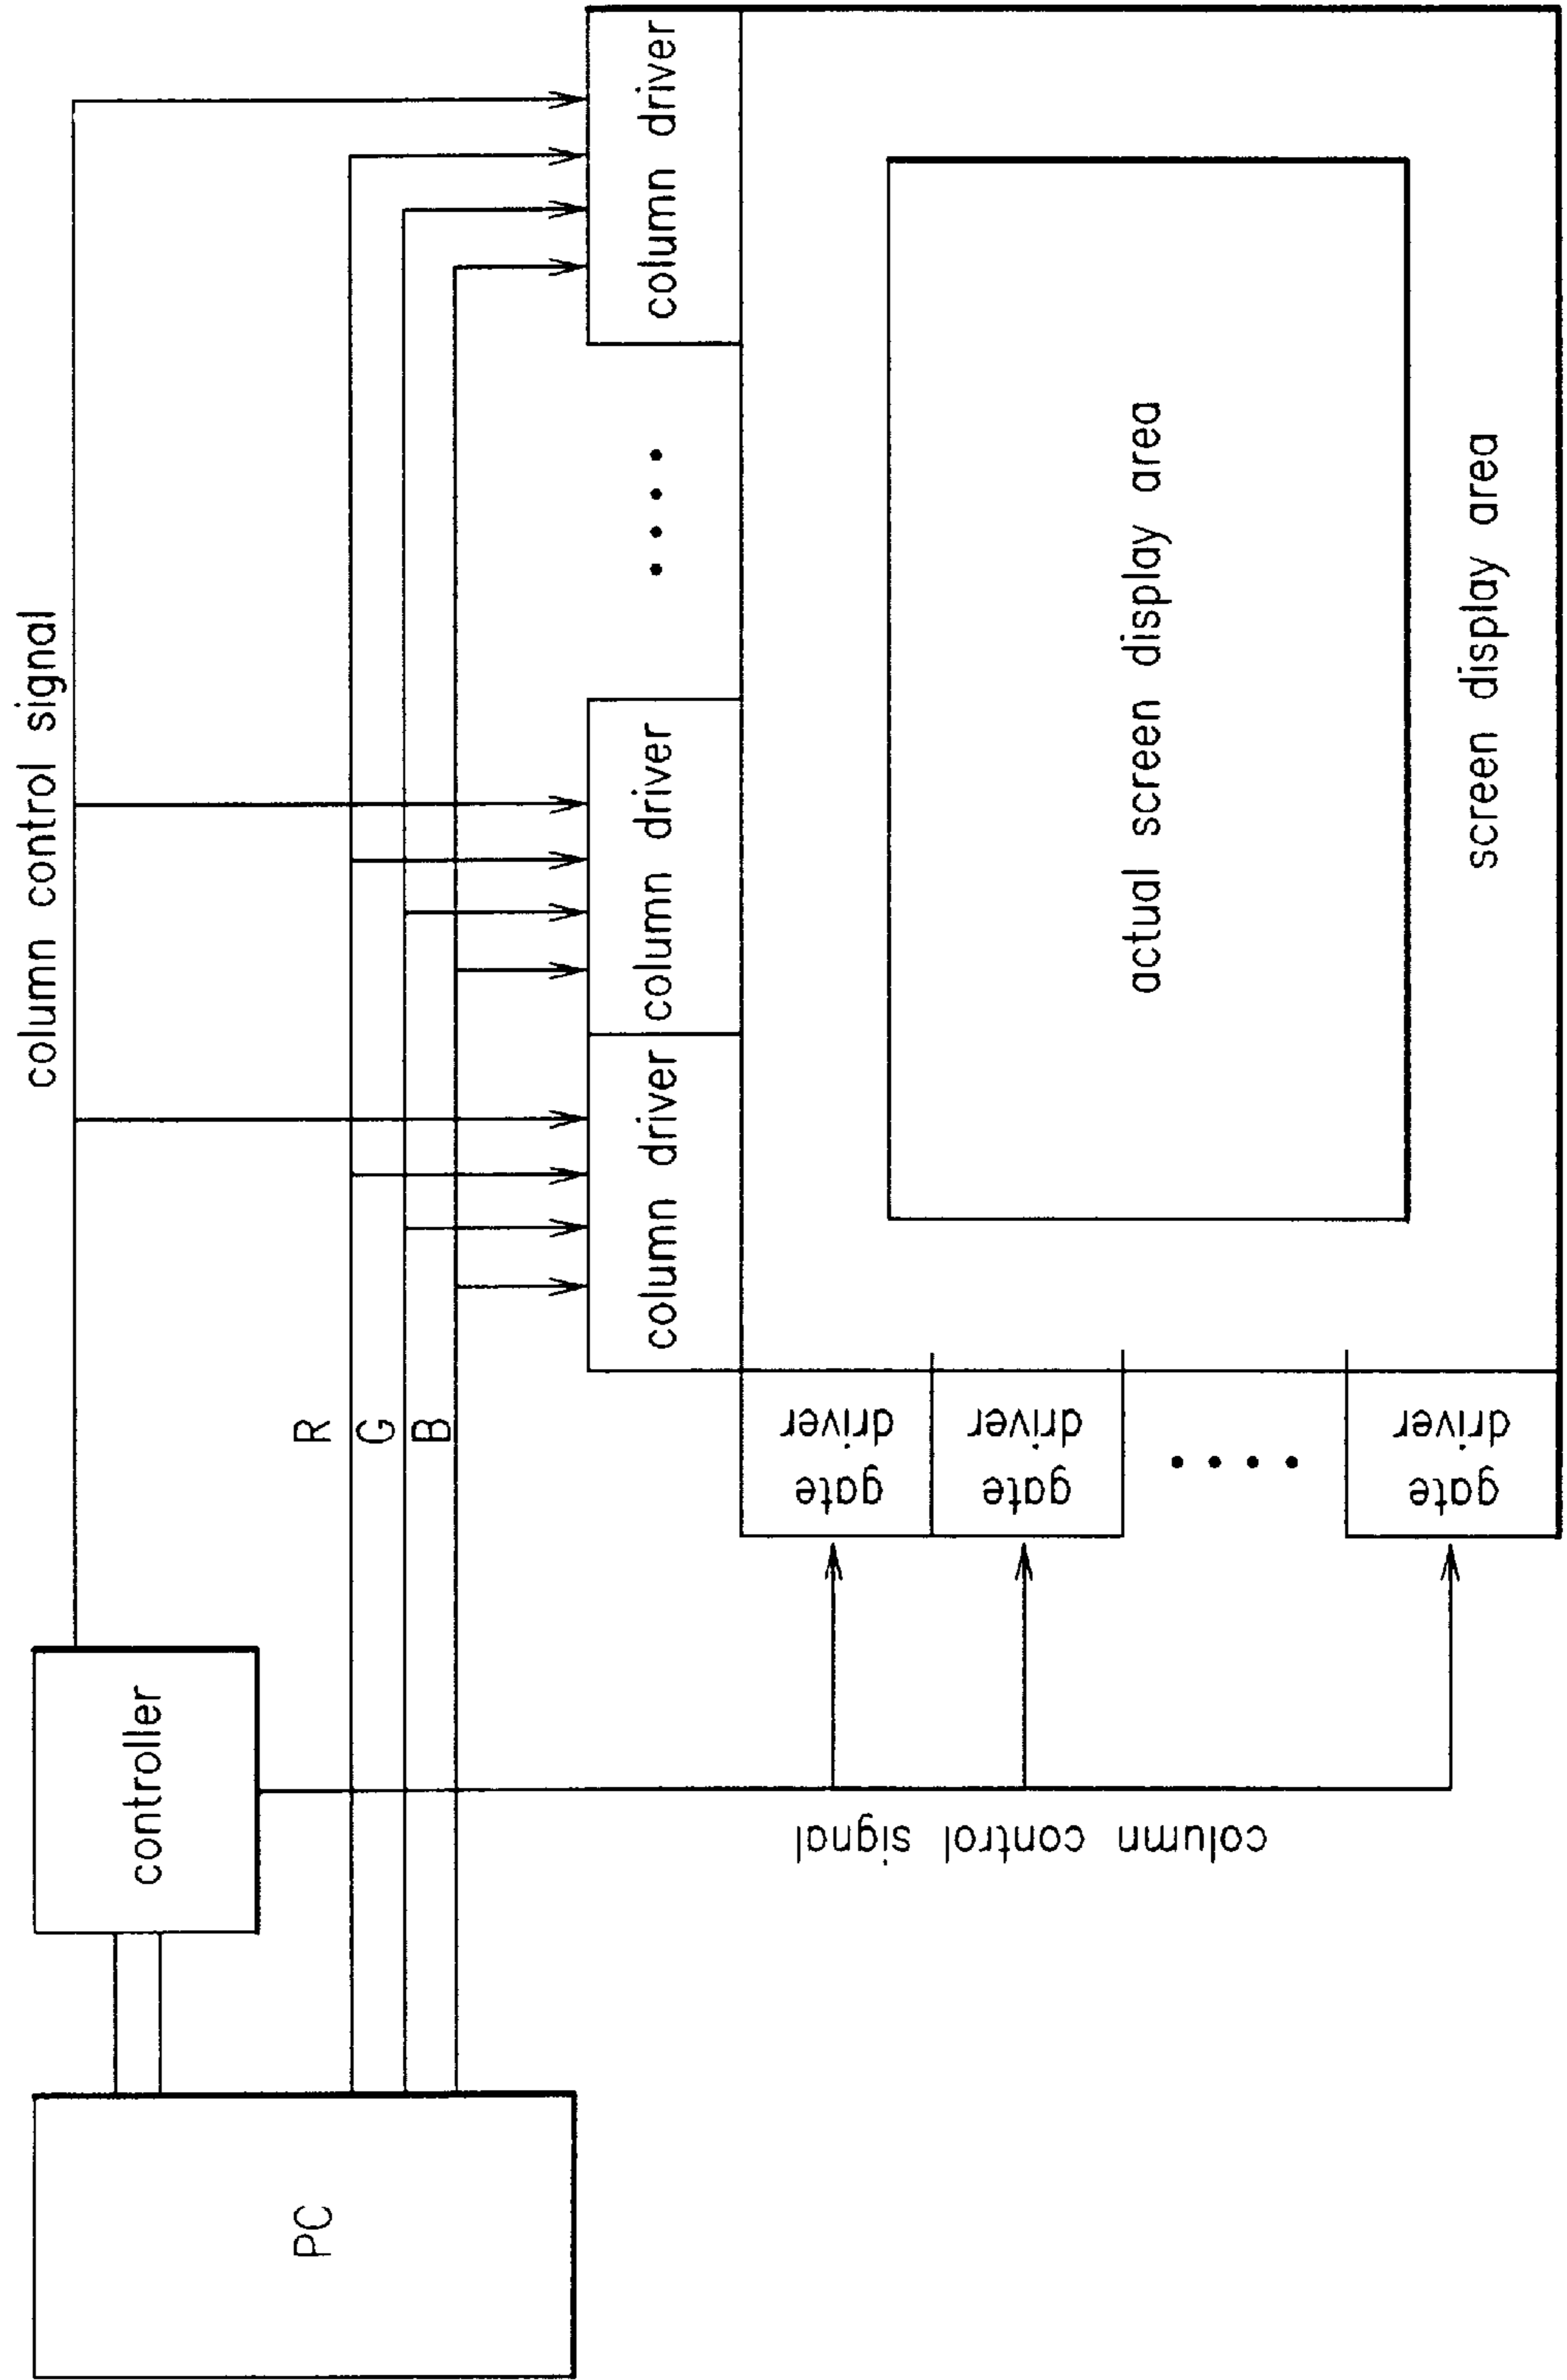 column control signal
PC
controller
R
G
B
column driver
column driver
column driver
gate
driver
gate
driver
gate
driver
column control signal
actual screen display area
screen display area